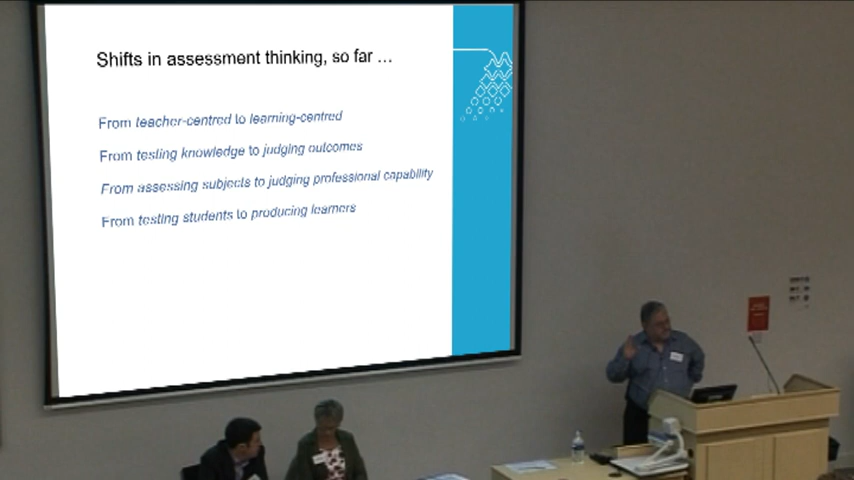 Shifts in assessment thinking, so far ...
From teacher-centred to learning-centred
From testing knowledge to judging outcomes
From assessing subjects to judging professional capability
From testing students to producing learners